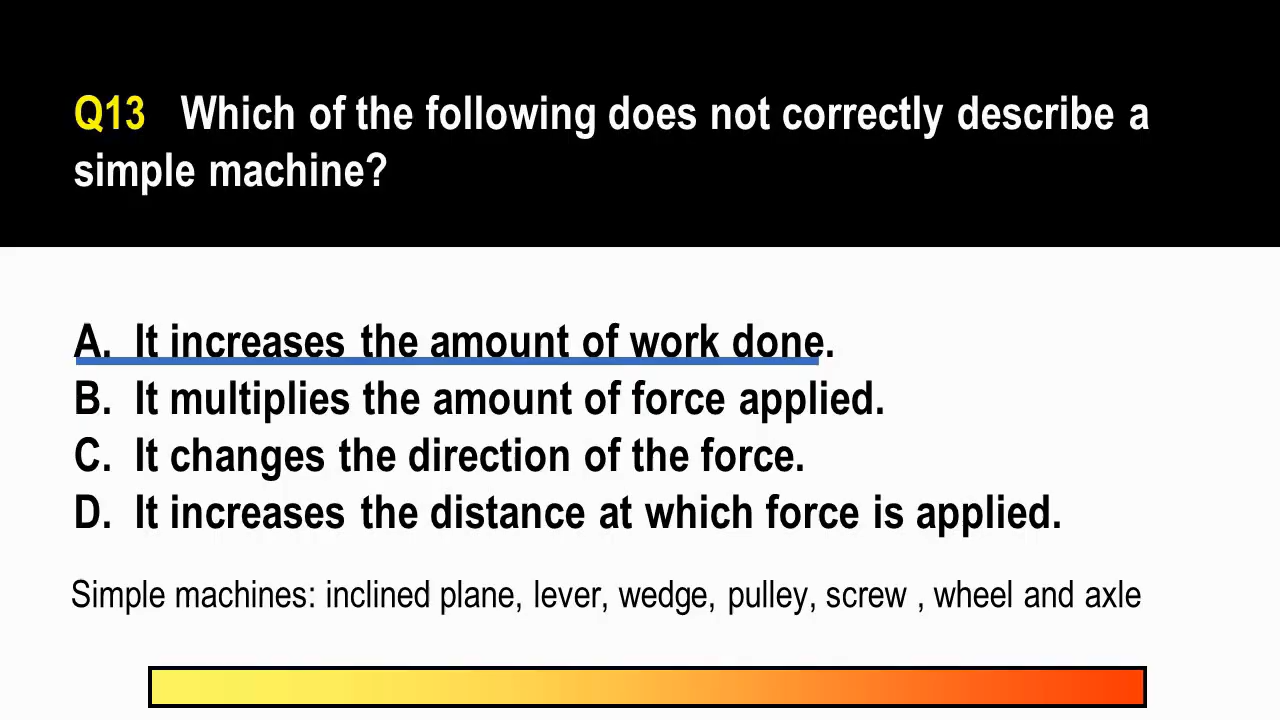 Q13 Which of the following does not correctly describe a
simple machine?
A. It increases the amount of work done.
B. It multiplies the amount of force applied.
C. It changes the direction of the force.
D. It increases the distance at which force is applied.
Simple machines: inclined plane, lever, wedge, pulley, screw , wheel and axle